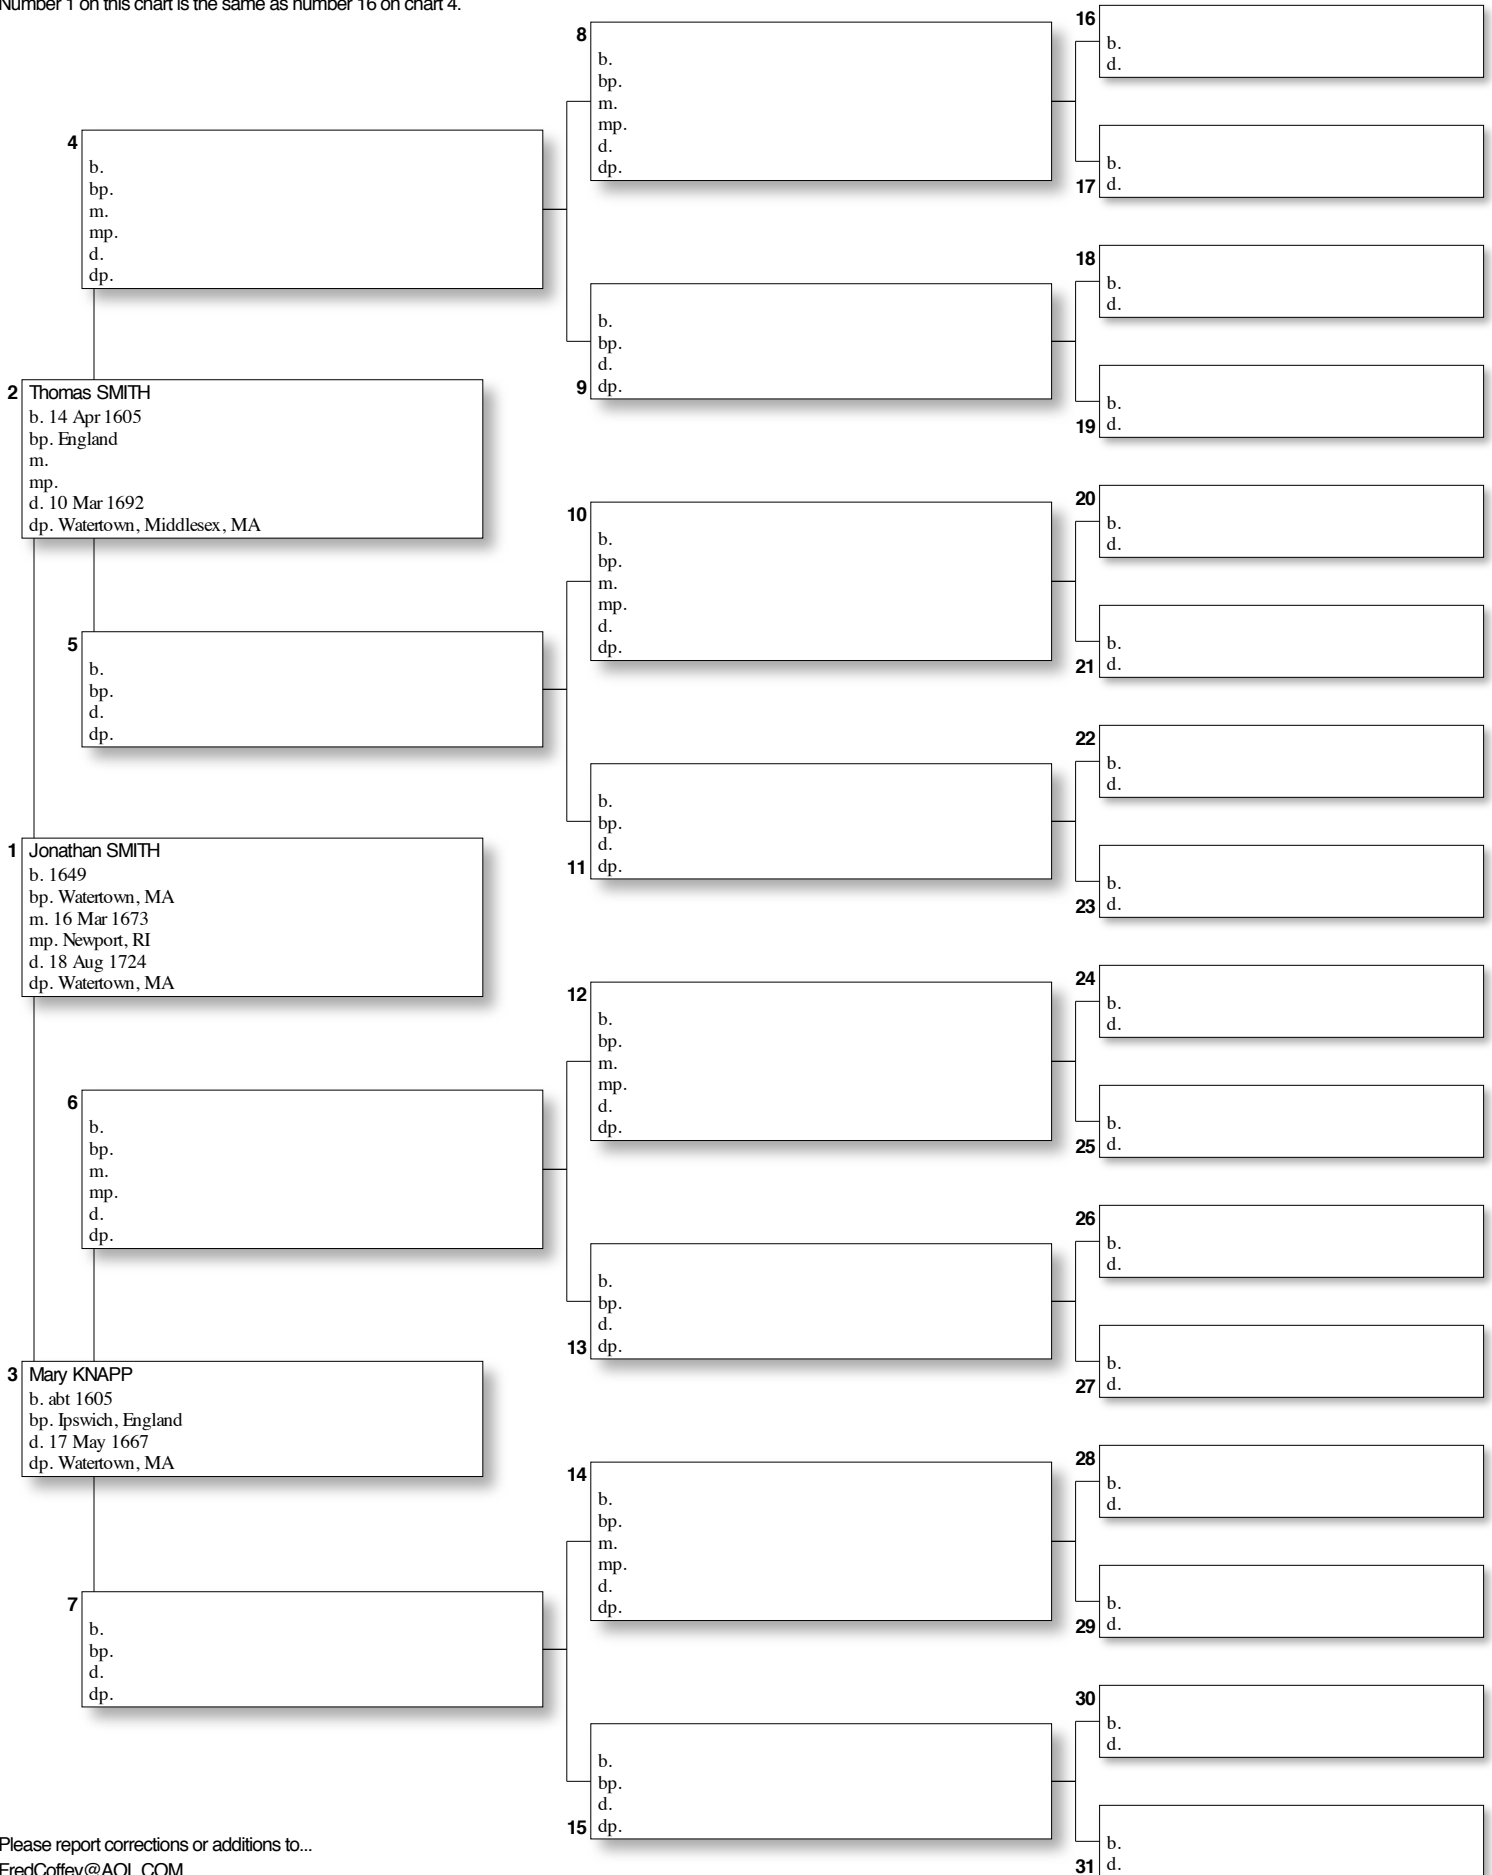 Number 1 on this chart is the same as number 16 on chart 4.
2 Thomas SMITH
b. 14 Apr 1605
bp. England
m.
mp.
d. 10 Mar 1692
dp. Watertown, Middlesex, MA
1 Jonathan SMITH
b. 1649
bp. Watertown, MA
m. 16 Mar 1673
mp. Newport, RI
d. 18 Aug 1724
dp. Watertown, MA
3 Mary KNAPP
b. abt 1605
bp. Ipswich, England
d. 17 May 1667
dp. Watertown, MA
4
b.
bp.
m.
mp.
d.
dp.
5
b.
bp.
d.
dp.
6
b.
bp.
m.
mp.
d.
dp.
7
b.
bp.
d.
dp.
8
b.
bp.
m.
mp.
d.
dp.
b.
bp.
d.
9 dp.
10
b.
bp.
m.
mp.
d.
dp.
b.
bp.
d.
11 dp.
12
b.
bp.
m.
mp.
d.
dp.
b.
bp.
d.
13 dp.
14
b.
bp.
m.
mp.
d.
dp.
b.
bp.
d.
15 dp.
16
b.
d.
b.
17 d.
18
b.
d.
b.
19 d.
20
b.
d.
b.
21 d.
22
b.
d.
b.
23 d.
24
b.
d.
b.
25 d.
26
b.
d.
b.
27 d.
28
b.
d.
b.
29 d.
30
b.
d.
b.
31 d.
Please report corrections or additions to...
FredCoffey@AOL.COM